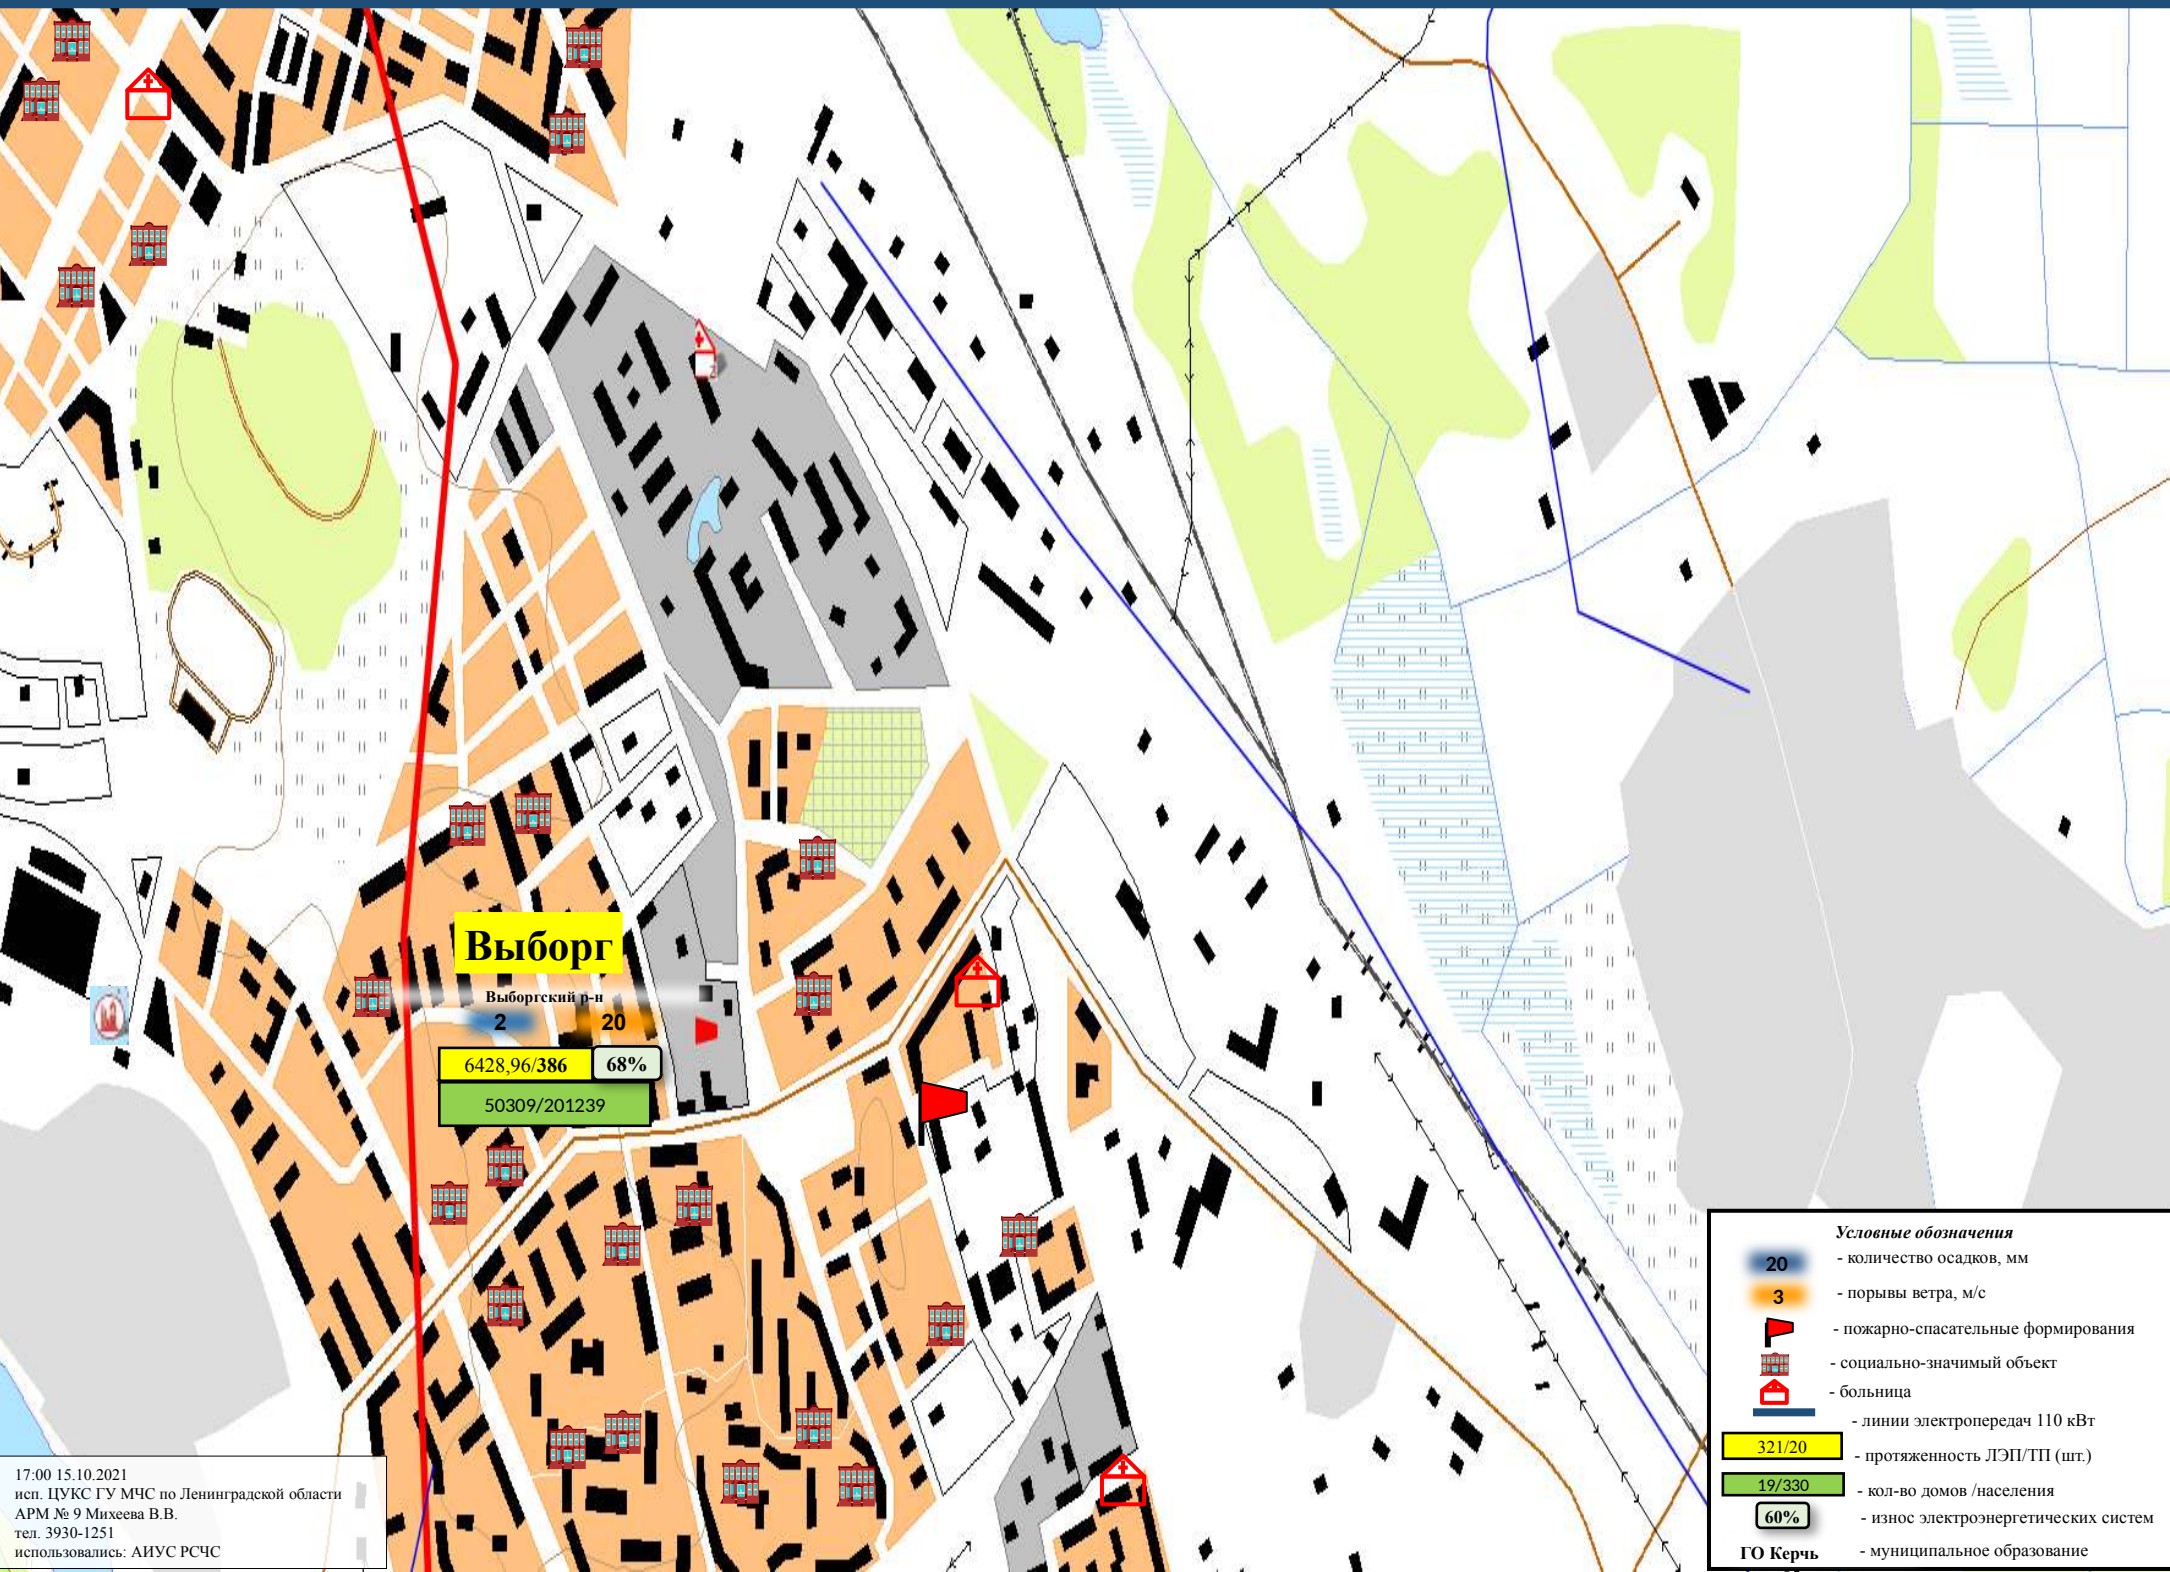 Выборг
Выборгский р-н
2 20
6428,96/386 68%
50309/201239
17:00 15.10.2021
исп. ЦУКС ГУ МЧС по Ленинградской области
АРМ № 9 Михеева В.В.
тел. 3930-1251
использовались: АИУС РСЧС
Условные обозначения
20 - количество осадков, мм
3 - порывы ветра, м/с
- пожарно-спасательные формирования
- социально-значимый объект
- больница
- линии электропередач 110 кВт
321/20 - протяженность ЛЭП/ТП (шт.)
19/330 - кол-во домов /населения
60% - износ электроэнергетических систем
ГО Керчь - муниципальное образование